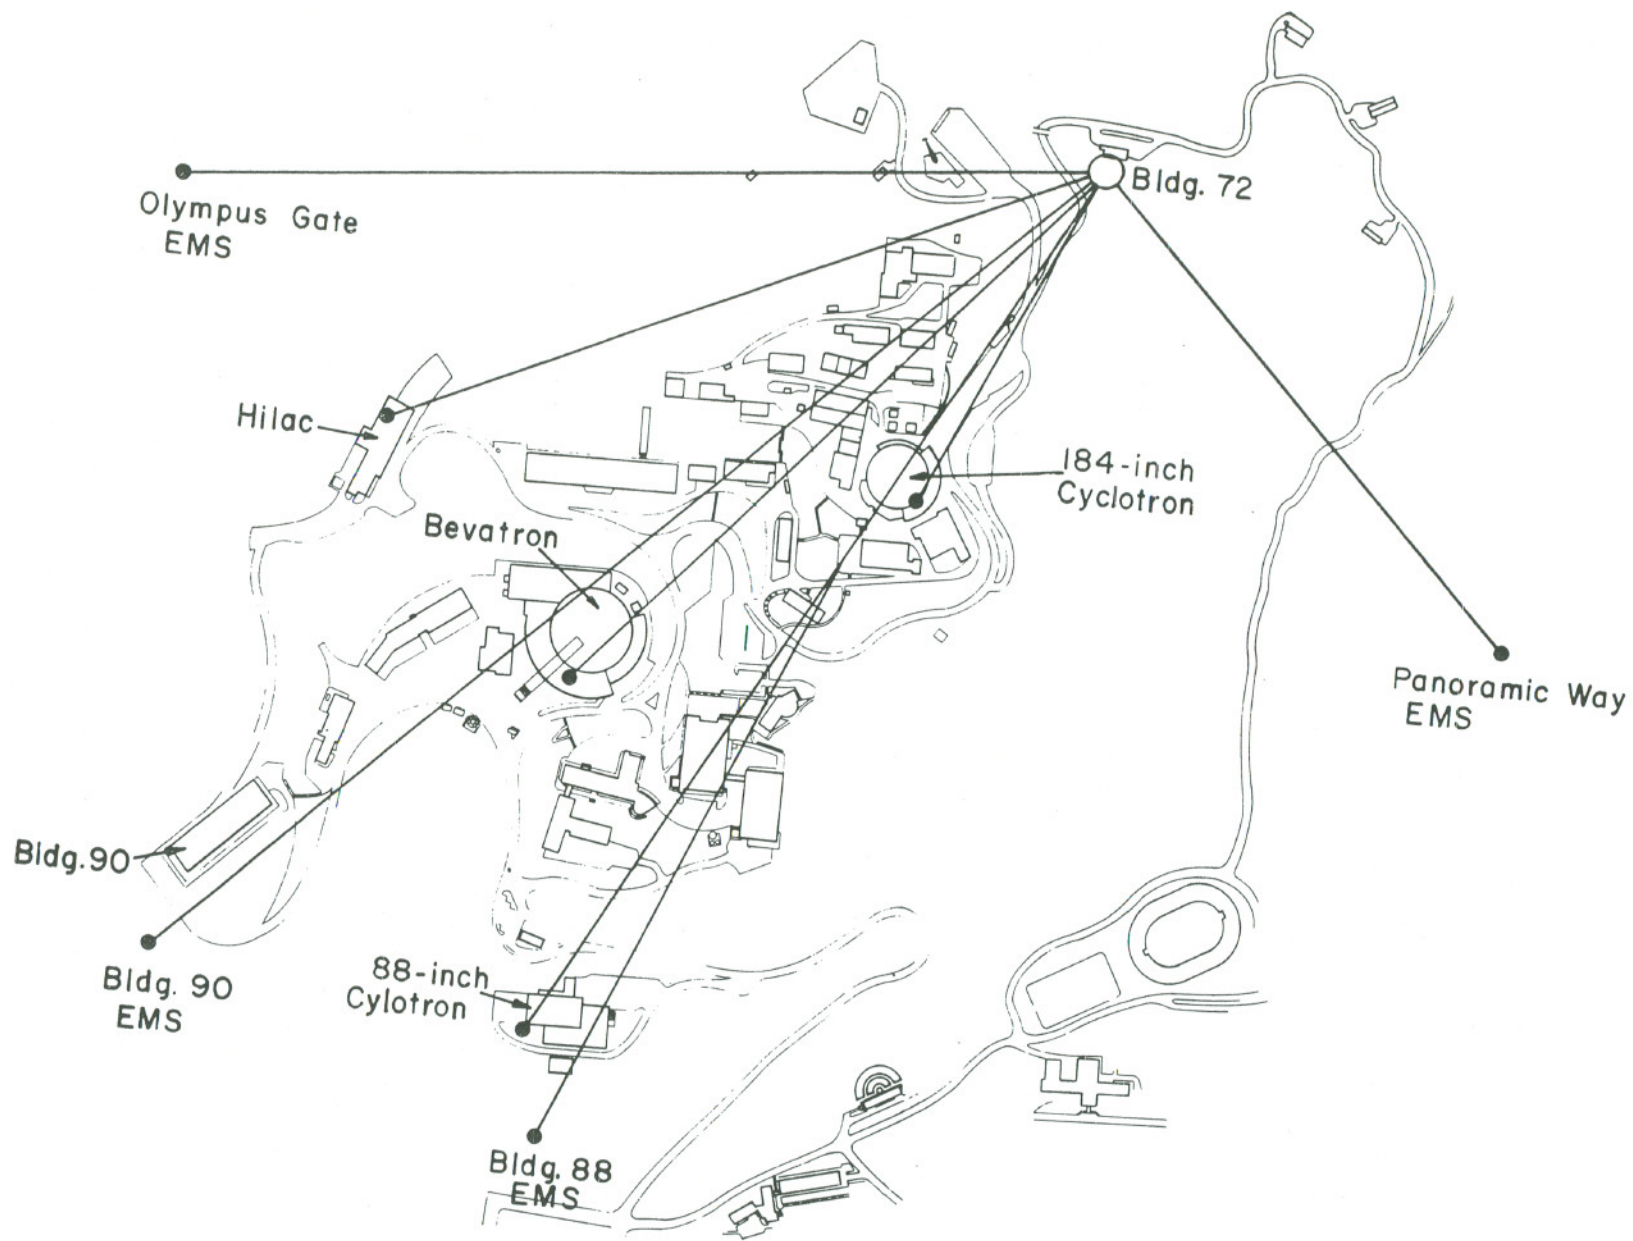 Bldg. 72
Olympus Gate
EMS
Hilac
184-inch
Cyclotron
Bevatron
Panoramic Way
EMS
Bldg. 90
88-inch
Cylotron
Bldg. 90
EMS
Bldg. 88
EMS